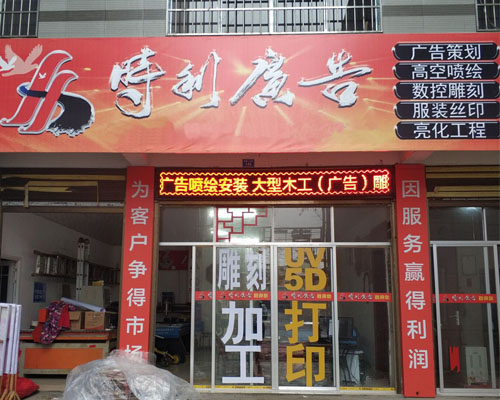 時利廣告
广告策划
高空喷绘
数控雕刻
服装丝印
亮化工程
广告喷绘安装 大型木工(广告)雕
为客户争得市场
因服务赢得利润
雕刻
加工
UV
5D
打印